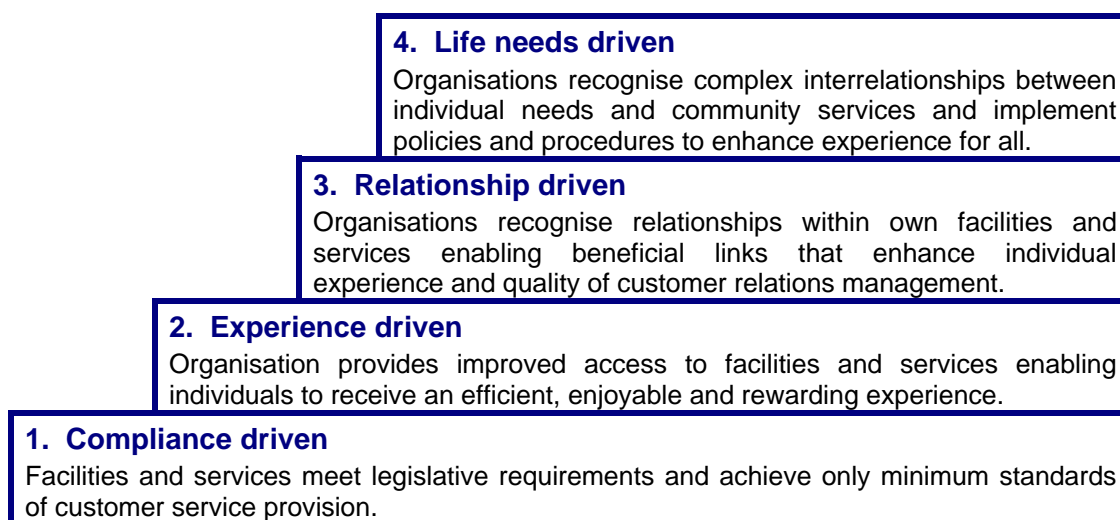 4. Life needs driven
Organisations recognise complex interrelationships between
individual needs and community services and implement
policies and procedures to enhance experience for all.
3. Relationship driven
Organisations recognise relationships within own facilities and
services enabling beneficial links that enhance individual
experience and quality of customer relations management.
2. Experience driven
Organisation provides improved access to facilities and services enabling
individuals to receive an efficient, enjoyable and rewarding experience.
1. Compliance driven
Facilities and services meet legislative requirements and achieve only minimum standards
of customer service provision.